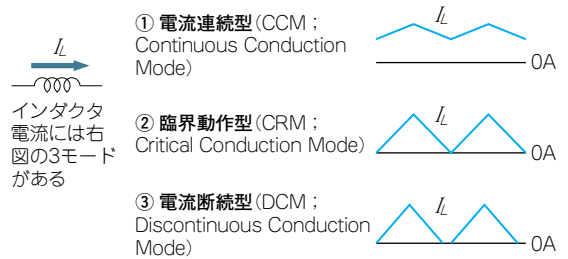 I_L
インダクタ
電流には右
図の3モード
がある
① 電流連続型(CCM；
Continuous Conduction
Mode)
I_L
0A
② 臨界動作型(CRM；
Critical Conduction Mode)
I_L
0A
③ 電流断続型(DCM；
Discontinuous Conduction
Mode)
I_L
0A